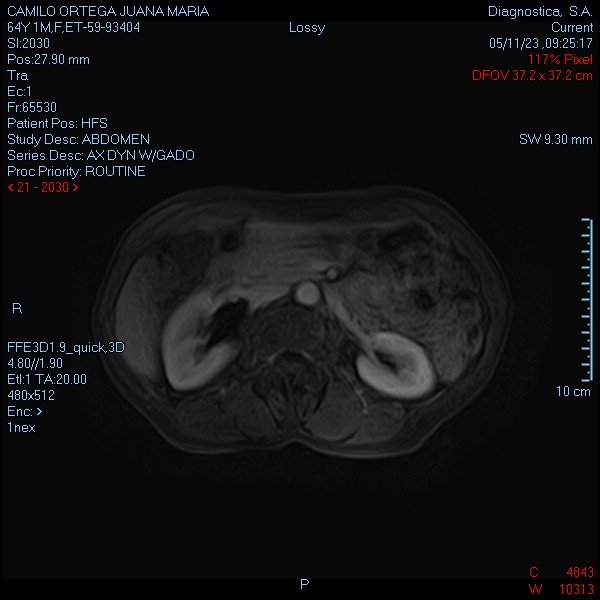 CAMILO ORTEGA JUANA MARIA
64Y 1M,F,ET-59-93404
SI:2030
Pos:27.90 mm
Tra
Ec:1
Fr:65530
Patient Pos: HFS
Study Desc: ABDOMEN
Series Desc: AX DYN W/GADO
Proc Priority: ROUTINE
< 21 - 2030 >
Lossy
Diagnostica, S.A.
Current
05/11/23 ,09:25:17
117% Pixel
DFOV 37.2 x 37.2 cm
SW 9.30 mm
R
FFE3D1.9_quick,3D
4.80//1.90
Etl:1 TA:20.00
480x512
Enc: >
1nex
10 cm
P
C 4843
W 10313